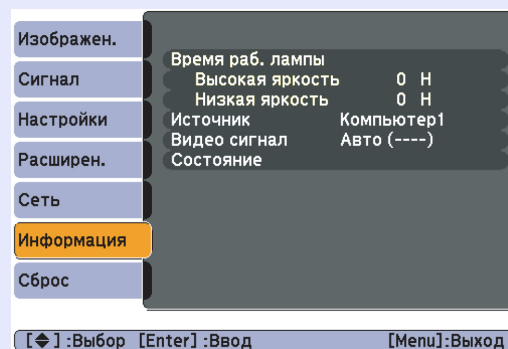 Изображен.
Сигнал
Настройки
Расширен.
Сеть
Информация
Сброс
Время раб. лампы
Высокая яркость 0 H
Низкая яркость 0 H
Источник Компьютер1
Видео сигнал Авто (----)
Состояние
[◆] :Выбор [Enter] :Ввод [Menu]:Выход